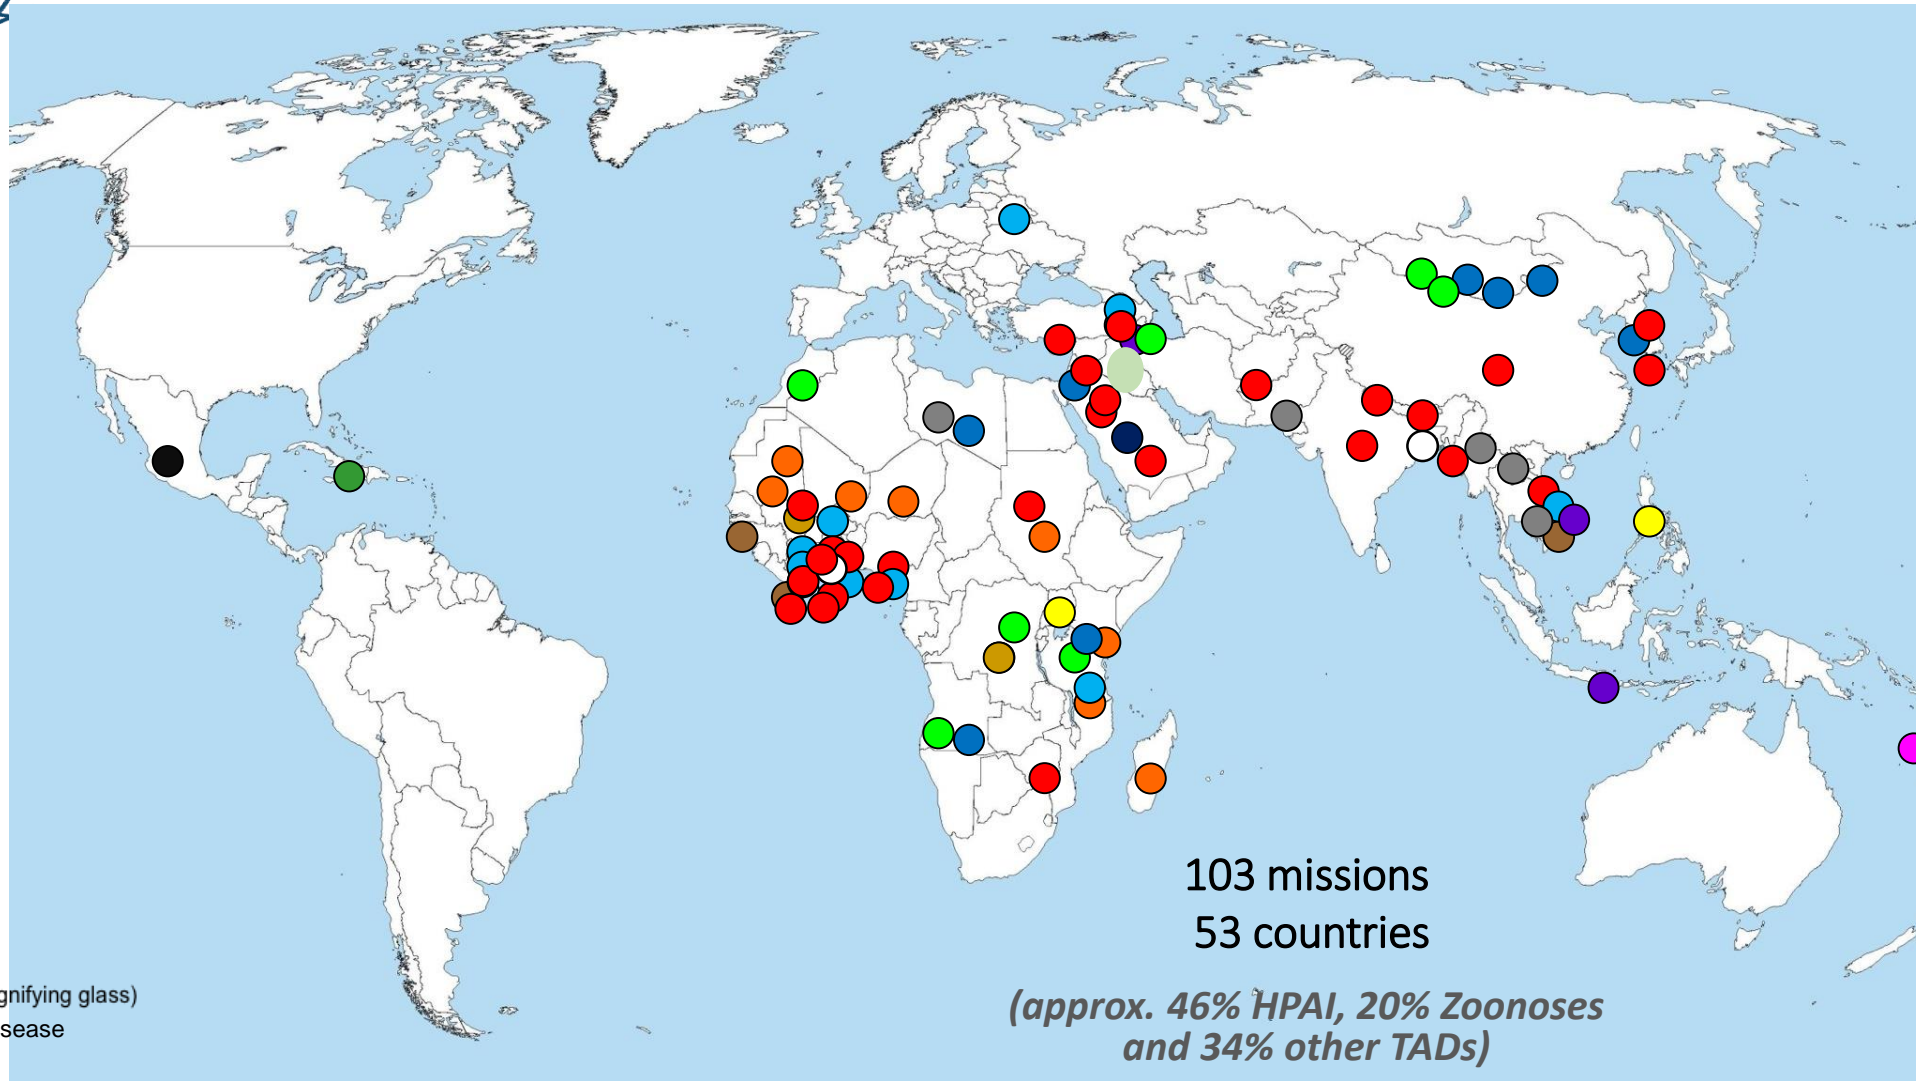 103 missions
53 countries
(approx. 46% HPAI, 20% Zoonoses
and 34% other TADs)
gnifying glass)
sease